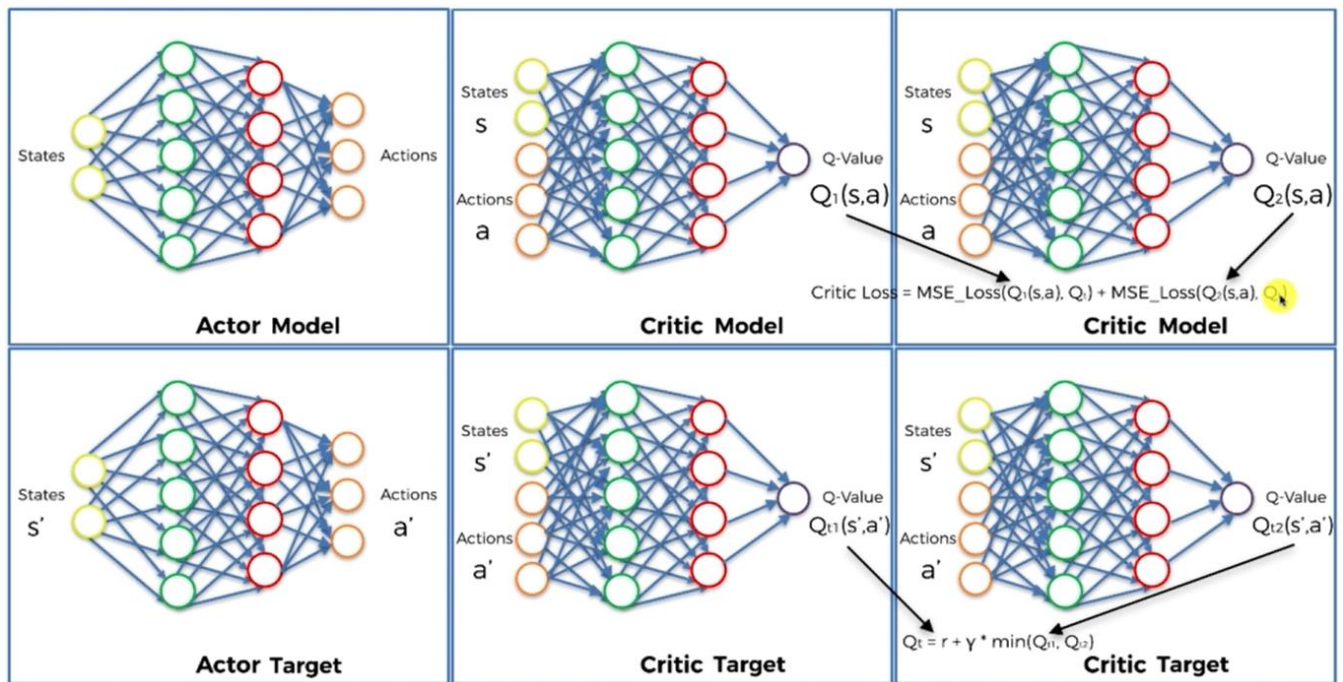 States
Actions
Actor Model
States
s
Actions
a
Q-Value
Q₁(s,a)
Critic Model
States
s
Actions
a
Q-Value
Q₂(s,a)
Critic Loss = MSE_Loss(Q₁(s,a), Qₜ) + MSE_Loss(Q₂(s,a),
Critic Model
States
s'
Actions
a'
Actor Target
States
s'
Actions
a'
Q-Value
Qt1(s',a')
Critic Target
States
s'
Actions
a'
Q-Value
Qt2(s',a')
Qt = r + γ * min(Qt1, Qt2)
Critic Target